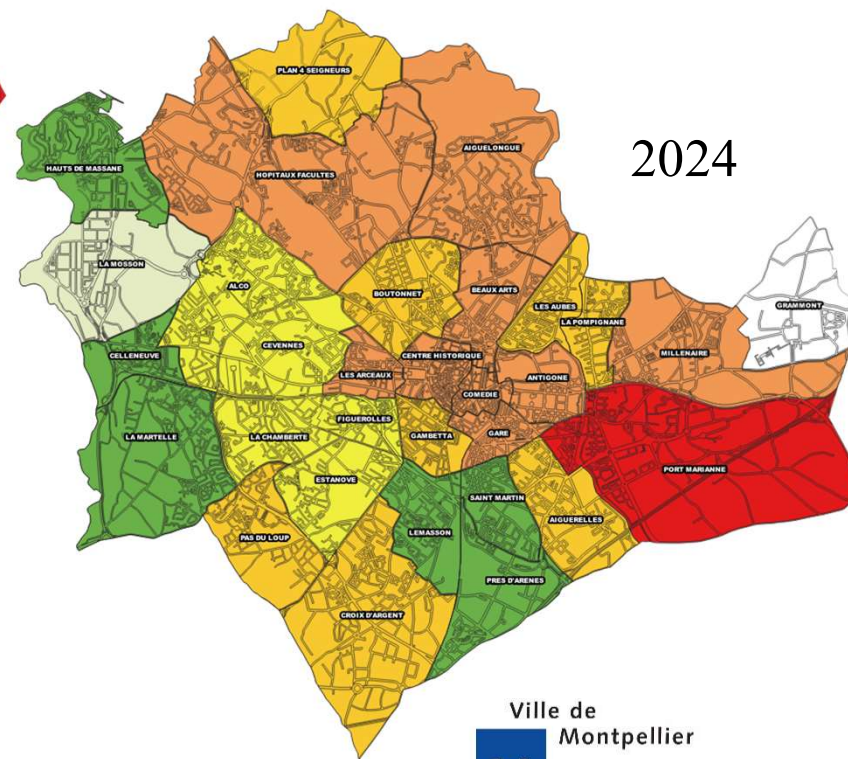 PLAN 4 SEIGNEURS
2024
AIGUELONGUE
HAUTS DE MASSANE
HOPITAUX FACULTES
LA MOSSON
ALCO
BOUTONNET
BEAUX ARTS
LES AUBES
GRAMMONT
LA POMPIGNANE
CEVENNES
CELLENEUVE
CENTRE HISTORIQUE
MILLENAIRE
LES ARCEAUX
ANTIGONE
COMEDIE
FIGUEROLLES
LA MARTELLE
LA CHAMBERTE
GAMBETTA
GARE
PORT MARIANNE
ESTANOVE
SAINT MARTIN
AIGUERELLES
LEMASSON
PAS DU LOUP
PRES D'ARENES
CROIX D'ARGENT
Ville de
Montpellier